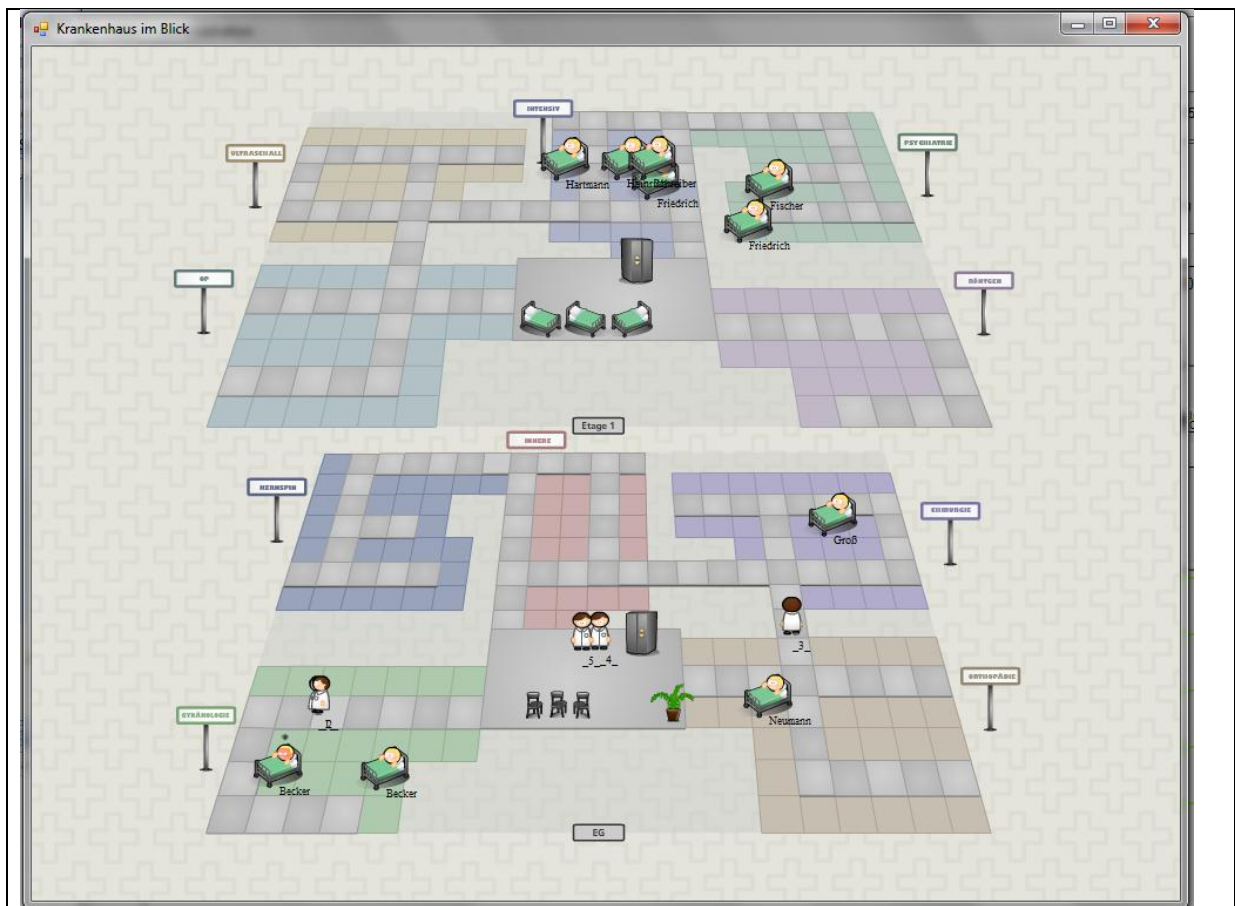 Krankenhaus im Blick
INTENSIV
ULTRASCHALL
PSYCHIATRIE
Hartmann
Friedrich
Fischer
Friedrich
OP
RÖNTGEN
Etage 1
INNERE
KERNSPIN
CHIRURGIE
Groß
_5_
_4_
_3_
ORTHOPÄDIE
Neumann
GYNÄKOLOGIE
Becker
Becker
EG